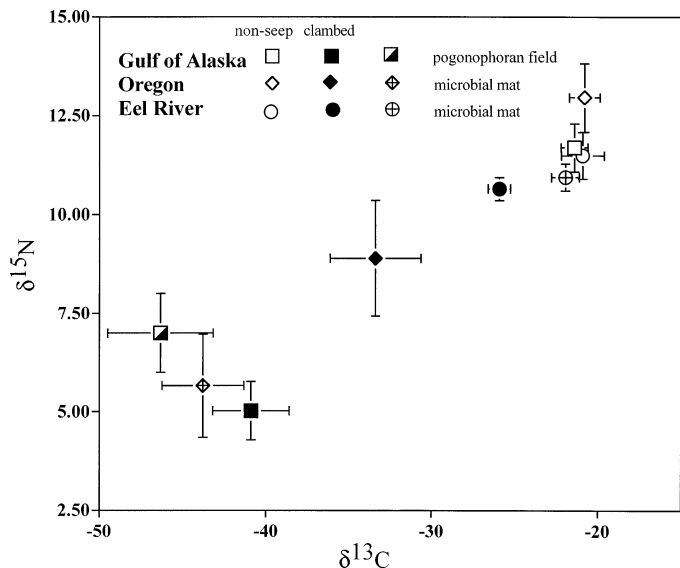 15.00
non-seep clambed
Gulf of Alaska pogonophoran field
Oregon microbial mat
Eel River microbial mat
12.50
10.00
δ15N
7.50
5.00
2.50
-50 -40 -30 -20
δ13C